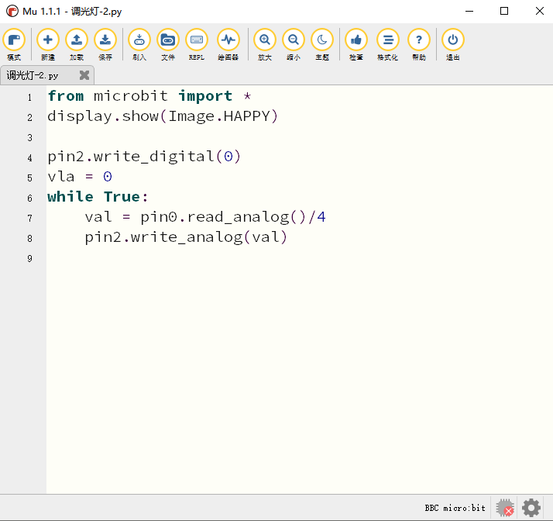 Mu 1.1.1 - 调光灯-2.py
模式 新建 加载 保存 刷入 文件 REPL 绘图器 放大 缩小 主题 检查 格式化 帮助 退出
调光灯-2.py
1 from microbit import *
2 display.show(Image.HAPPY)
3
4 pin2.write_digital(0)
5 vla = 0
6 while True:
7 val = pin0.read_analog()/4
8 pin2.write_analog(val)
9
BBC micro:bit